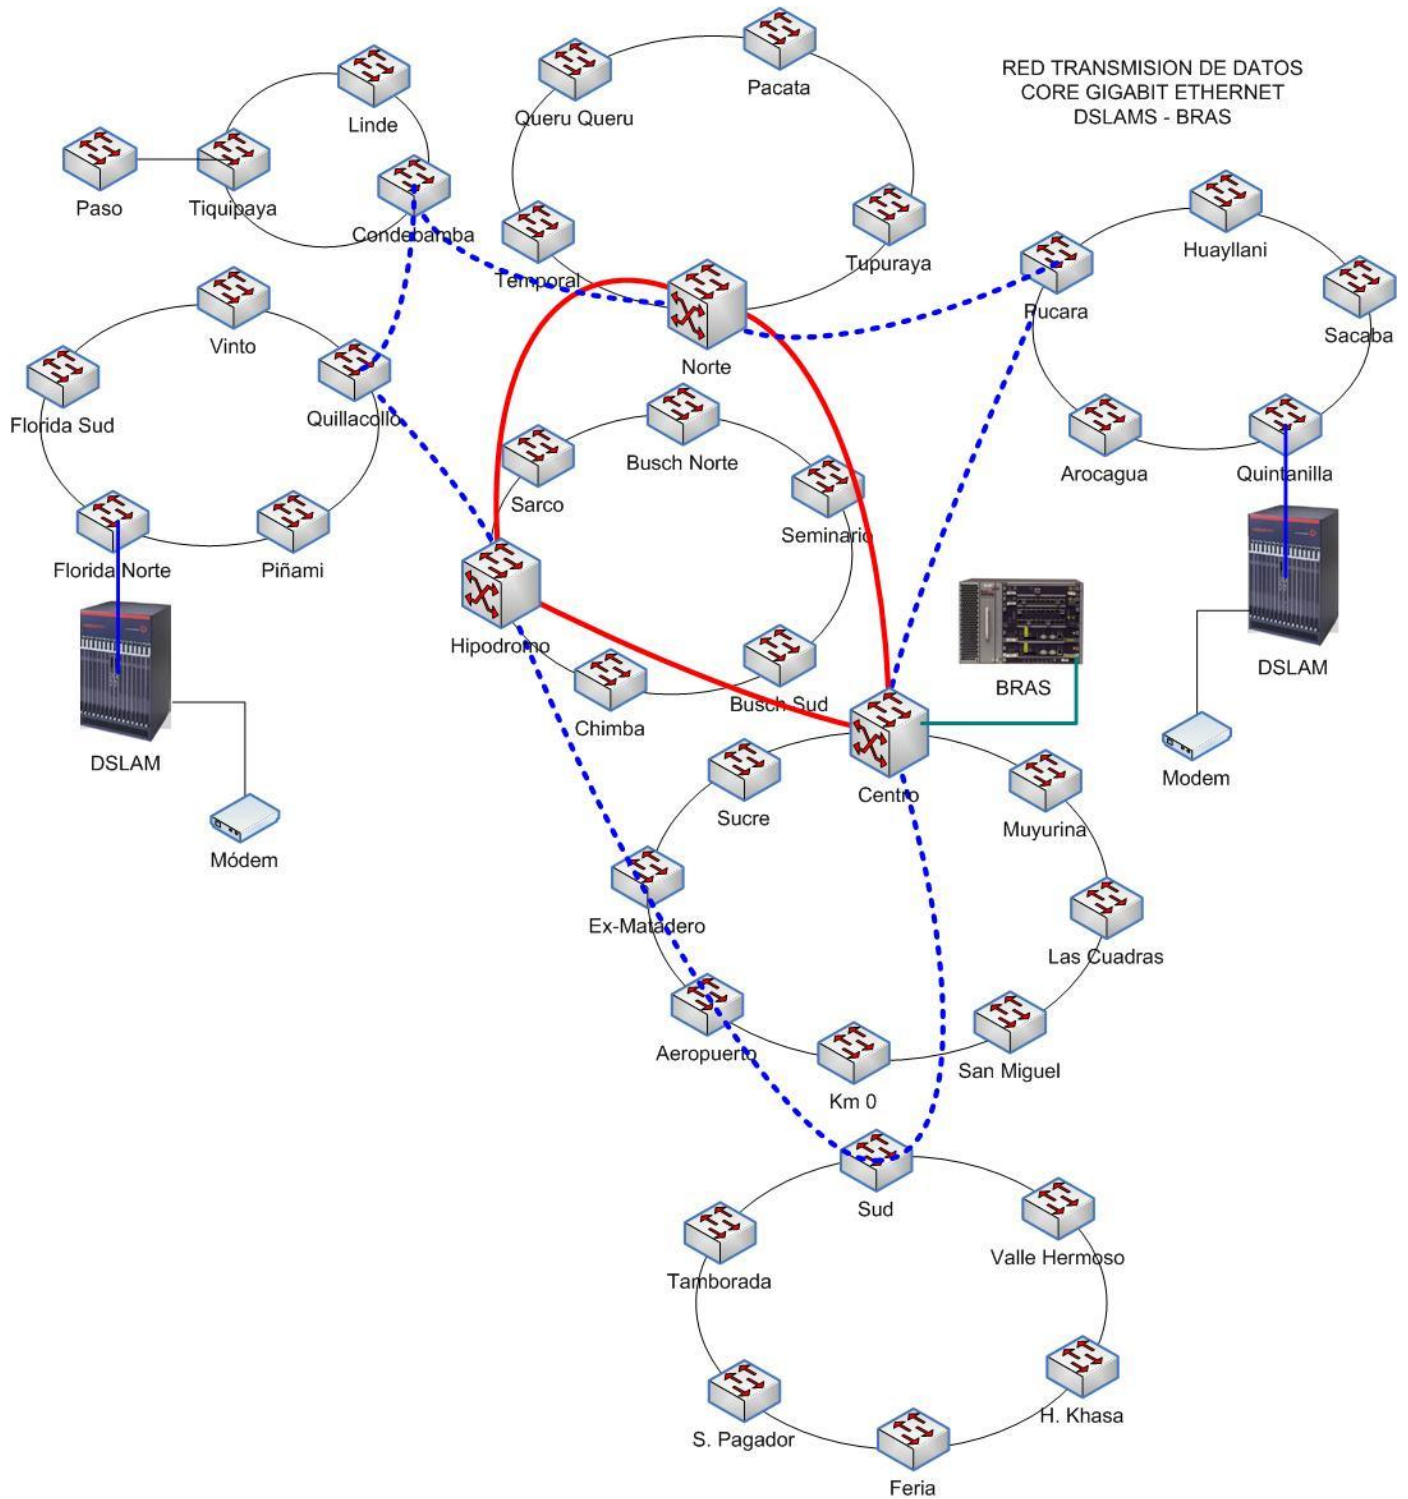 RED TRANSMISION DE DATOS
CORE GIGABIT ETHERNET
DSLAMS - BRAS
Pacata
Linde
Queru Queru
Paso
Tiquipaya
Condebamba
Huayllani
Temporal
Tupuraya
Pucara
Sacaba
Vinto
Norte
Florida Sud
Quillacollo
Busch Norte
Arocagua
Quintanilla
Sarco
Seminario
Florida Norte
Piñami
Hipodromo
DSLAM
BRAS
Busch Sud
Chimba
DSLAM
Modem
Centro
Sucre
Muyurina
Módem
Ex-Matadero
Las Cuadras
Aeropuerto
San Miguel
Km 0
Sud
Valle Hermoso
Tamborada
H. Khasa
S. Pagador
Feria